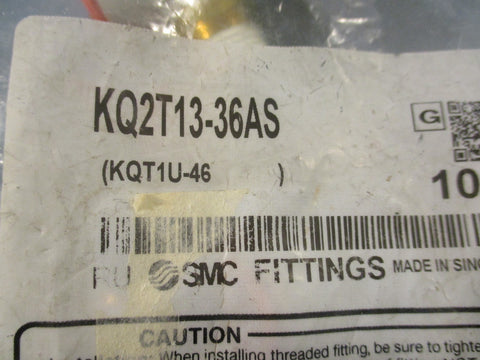 KQ2T13-36AS
G
(KQT1U-46 )
10
RU SMC FITTINGS MADE IN SING
CAUTION
When installing threaded fitting, be sure to tighte